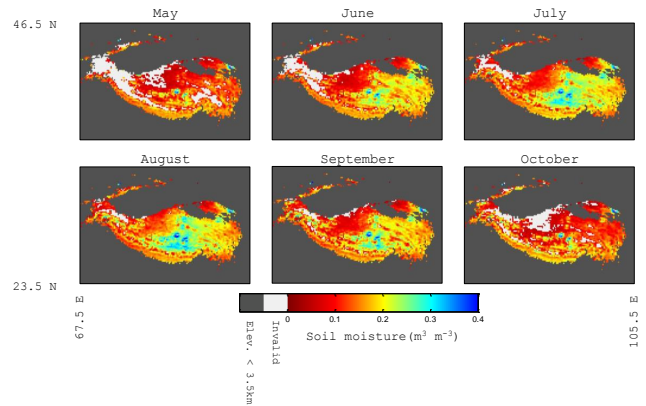 May
June
July
46.5 N
August
September
October
23.5 N
67.5 E
105.5 E
0
0.1
0.2
0.3
0.4
Elev. < 3.5km
Invalid
Soil moisture(m³ m⁻³)